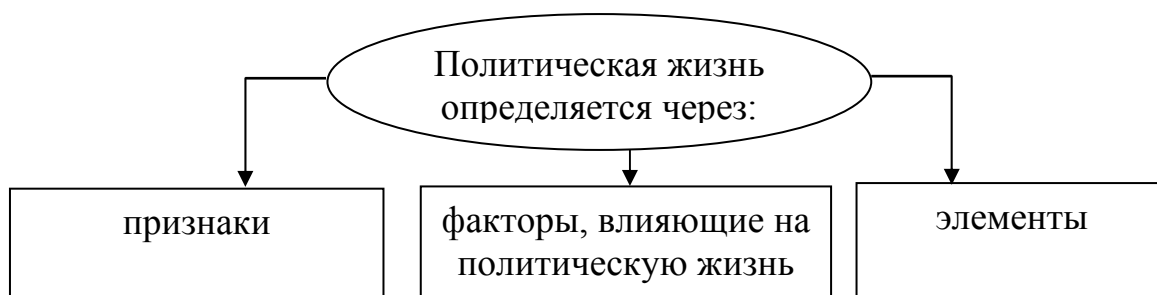 Политическая жизнь
определяется через:
признаки
факторы, влияющие на
политическую жизнь
элементы